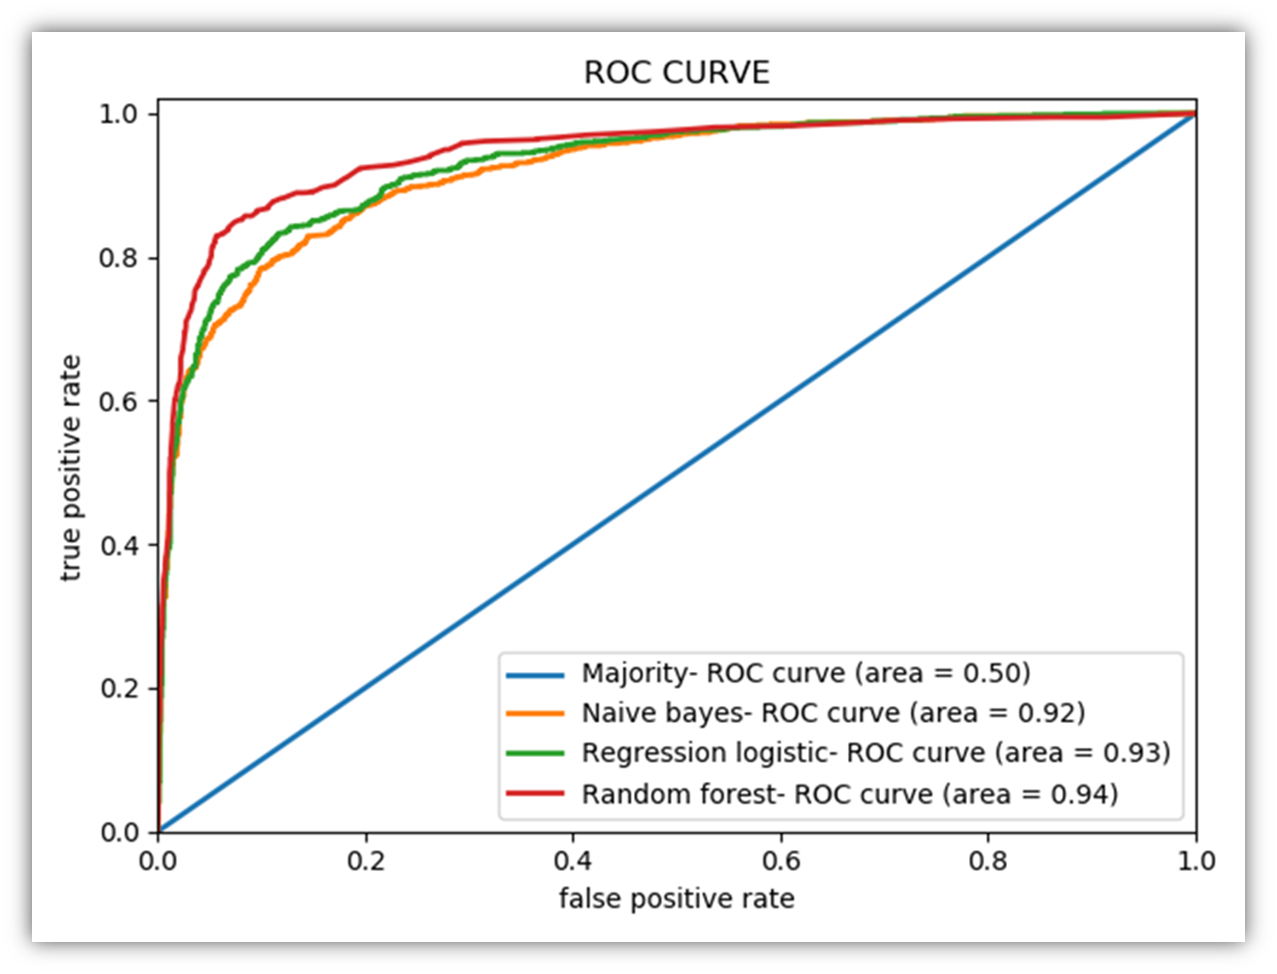 ROC CURVE
1.0
0.8
0.6
0.4
0.2
0.0
true positive rate
Majority- ROC curve (area = 0.50)
Naive bayes- ROC curve (area = 0.92)
Regression logistic- ROC curve (area = 0.93)
Random forest- ROC curve (area = 0.94)
0.0 0.2 0.4 0.6 0.8 1.0
false positive rate